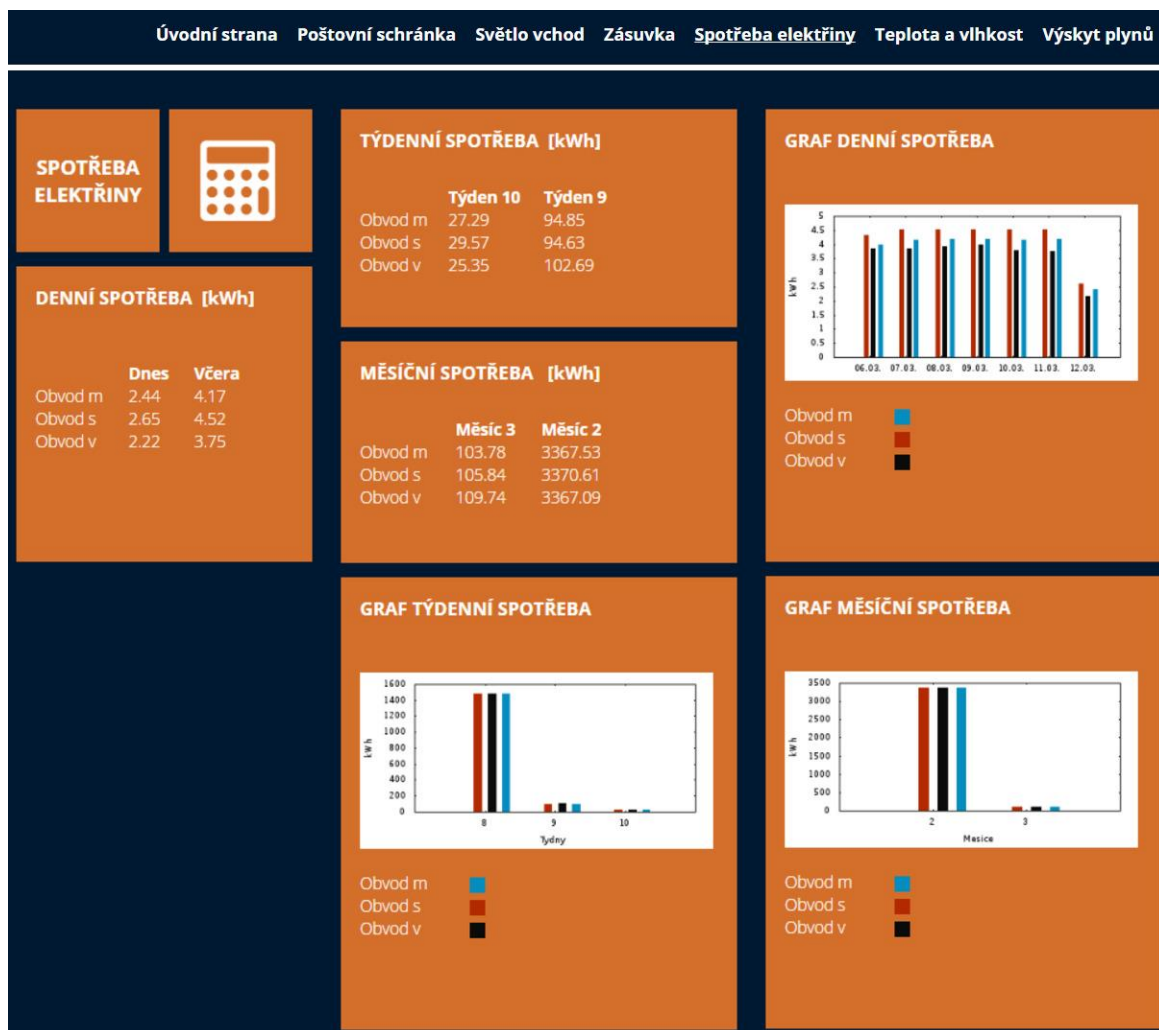 Úvodní strana Poštovní schránka Světlo vchod Zásuvka Spotřeba elektřiny Teplota a vlhkost Výskyt plynů
SPOTŘEBA
ELEKTŘINY
DENNÍ SPOTŘEBA [kWh]
Dnes Včera
Obvod m 2.44 4.17
Obvod s 2.65 4.52
Obvod v 2.22 3.75
TÝDENNÍ SPOTŘEBA [kWh]
Týden 10 Týden 9
Obvod m 27.29 94.85
Obvod s 29.57 94.63
Obvod v 25.35 102.69
MĚSÍČNÍ SPOTŘEBA [kWh]
Měsíc 3 Měsíc 2
Obvod m 103.78 3367.53
Obvod s 105.84 3370.61
Obvod v 109.74 3367.09
GRAF DENNÍ SPOTŘEBA
5
4.5
4
3.5
3
2.5
2
1.5
1
0.5
0
kWh
06.03. 07.03. 08.03. 09.03. 10.03. 11.03. 12.03.
Obvod m
Obvod s
Obvod v
GRAF TÝDENNÍ SPOTŘEBA
1600
1400
1200
1000
800
600
400
200
0
kWh
8 9 10
Tydny
Obvod m
Obvod s
Obvod v
GRAF MĚSÍČNÍ SPOTŘEBA
3500
3000
2500
2000
1500
1000
500
0
kWh
2 3
Mesice
Obvod m
Obvod s
Obvod v